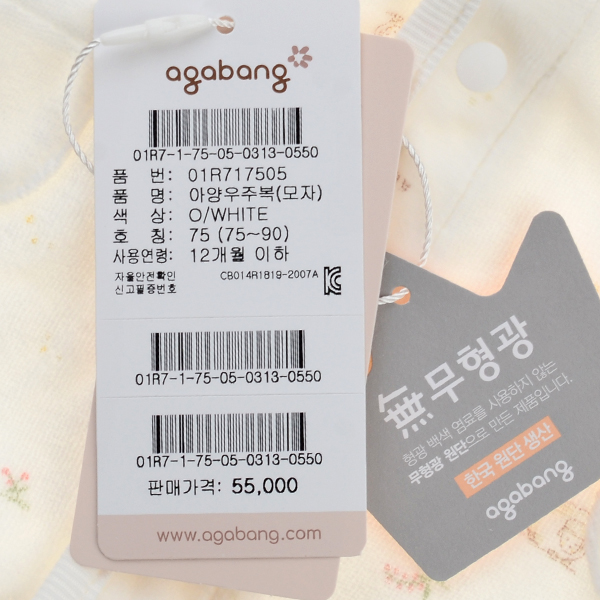 agabang
01R7-1-75-05-0313-0550
품 번: 01R717505
품 명: 아양우주복(모자)
색 상: O/WHITE
호 칭: 75 (75~90)
사용연령: 12개월 이하
자율안전확인
신고필증번호
CB014R1819-2007A
01R7-1-75-05-0313-0550
01R7-1-75-05-0313-0550
판매가격: 55,000
www.agabang.com
無무형광
형광 백색 염료를 사용하지 않는
무형광 원단으로 만든 제품입니다.
한국 원단 생산
agabang